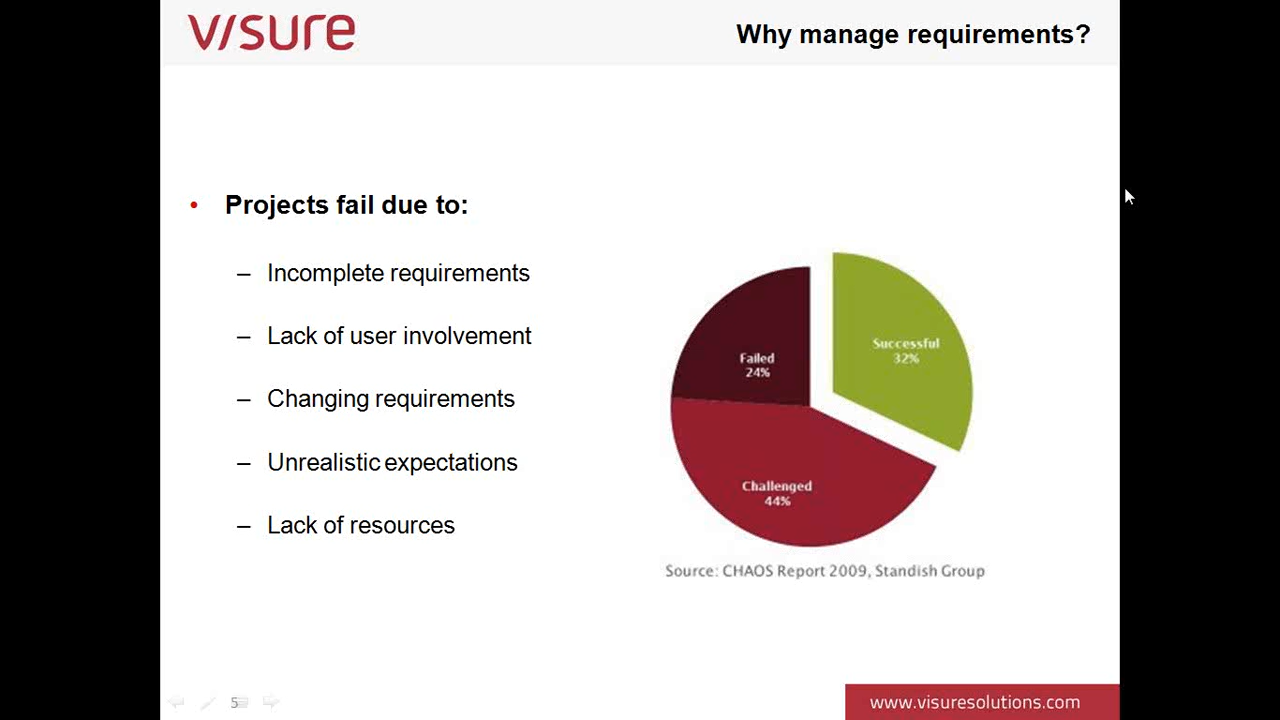 visure
Why manage requirements?
• Projects fail due to:
– Incomplete requirements
– Lack of user involvement
– Changing requirements
– Unrealistic expectations
– Lack of resources
Successful
32%
Failed
24%
Challenged
44%
Source: CHAOS Report 2009, Standish Group
5
www.visuresolutions.com